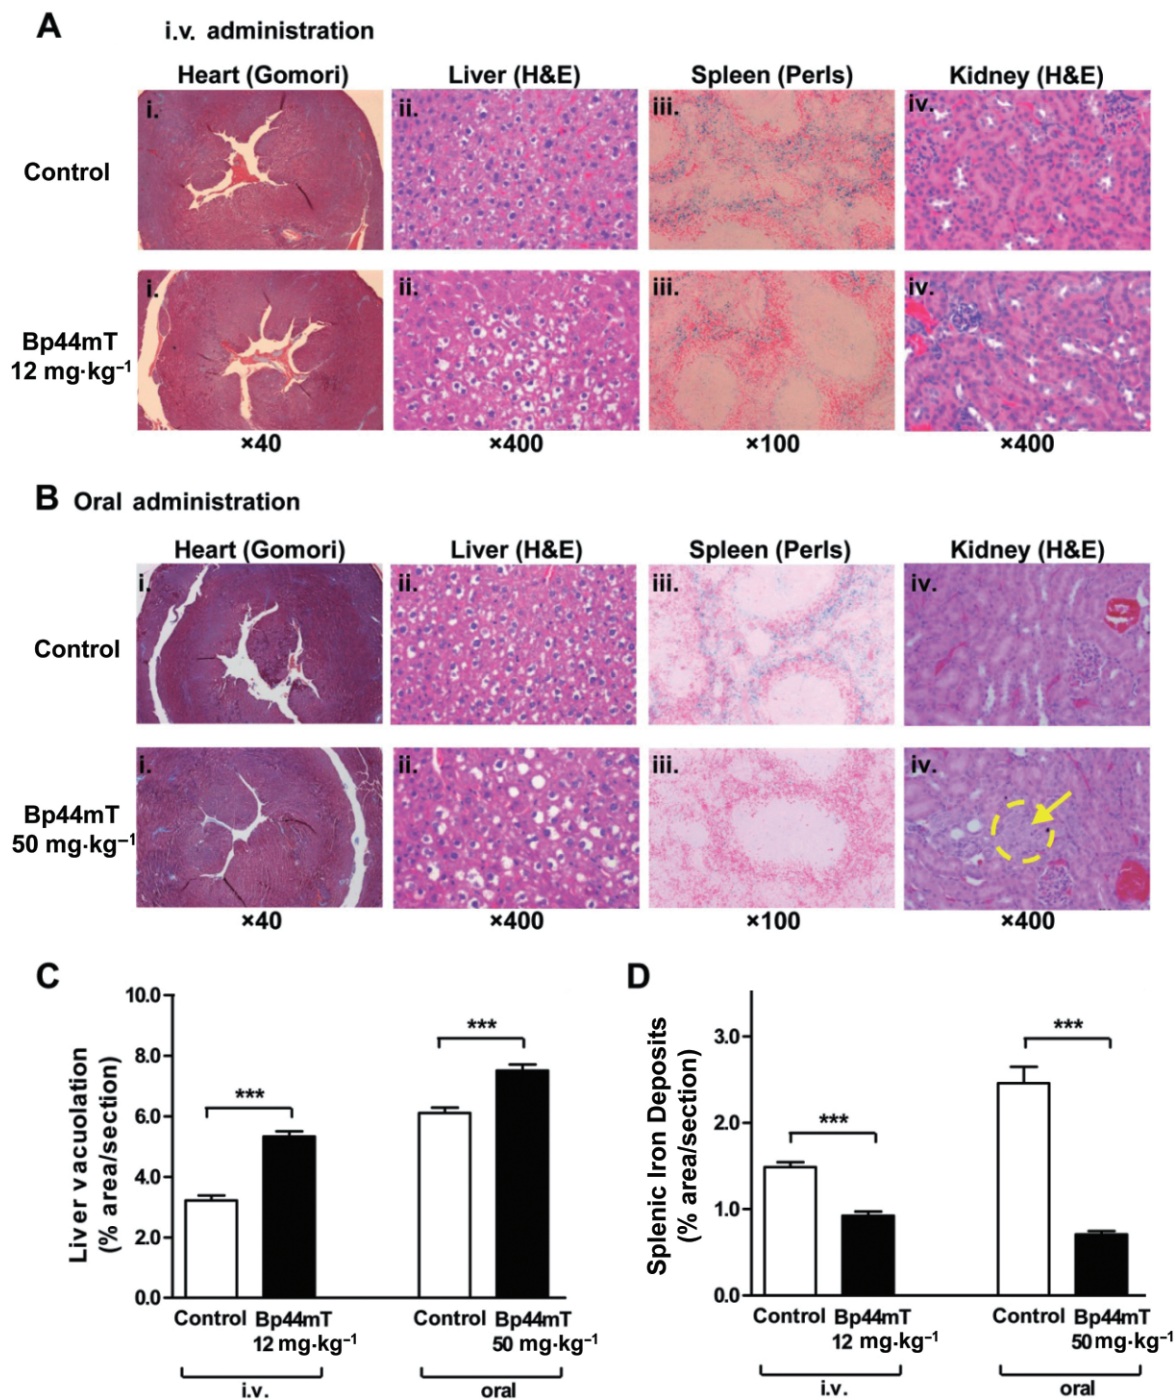 A i.v. administration
Heart (Gomori) Liver (H&E) Spleen (Perls) Kidney (H&E)
Control i. ii. iii. iv.
Bp44mT
12 mg·kg⁻¹ i. ii. iii. iv.
×40 ×400 ×100 ×400
B Oral administration
Heart (Gomori) Liver (H&E) Spleen (Perls) Kidney (H&E)
Control i. ii. iii. iv.
Bp44mT
50 mg·kg⁻¹ i. ii. iii. iv.
×40 ×400 ×100 ×400
C
Liver vacuolation
(% area/section)
10.0
8.0
6.0
4.0
2.0
0.0
***
***
Control Bp44mT Control Bp44mT
12 mg·kg⁻¹ 50 mg·kg⁻¹
i.v. oral
D
Splenic Iron Deposits
(% area/section)
3.0
2.0
1.0
0.0
***
***
Control Bp44mT Control Bp44mT
12 mg·kg⁻¹ 50 mg·kg⁻¹
i.v. oral